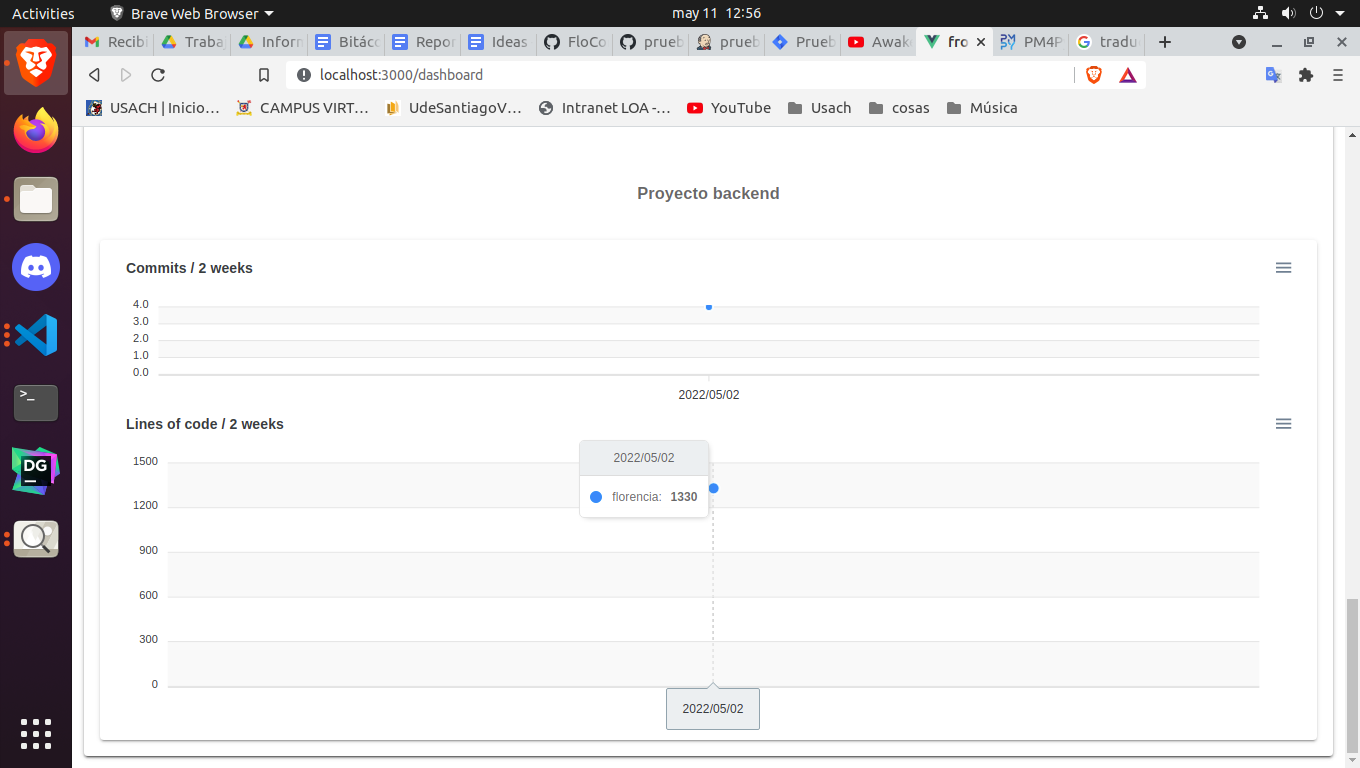 Activities
Brave Web Browser
may 11 12:56
Recibi
Traba
Inform
Bitácc
Repor
Ideas
FloCo
prueb
prueb
Prueb
Awak
fro
PM4P
tradu
localhost:3000/dashboard
USACH | Inicio...
CAMPUS VIRT...
UdeSantiagoV...
Intranet LOA -...
YouTube
Usach
cosas
Música
Proyecto backend
Commits / 2 weeks
4.0
3.0
2.0
1.0
0.0
2022/05/02
Lines of code / 2 weeks
1500
1200
900
600
300
0
2022/05/02
florencia: 1330
2022/05/02
>_
DG